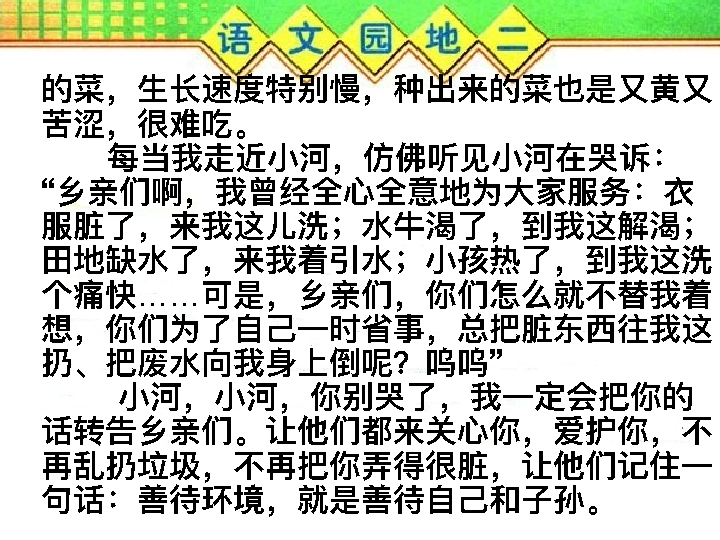 语文园地二
的菜，生长速度特别慢，种出来的菜也是又黄又
苦涩，很难吃。
每当我走近小河，仿佛听见小河在哭诉：
“乡亲们啊，我曾经全心全意地为大家服务：衣
服脏了，来我这儿洗；水牛渴了，到我这解渴；
田地缺水了，来我着引水；小孩热了，到我这洗
个痛快……可是，乡亲们，你们怎么就不替我着
想，你们为了自己一时省事，总把脏东西往我这
扔、把废水向我身上倒呢？呜呜”
小河，小河，你别哭了，我一定会把你的
话转告乡亲们。让他们都来关心你，爱护你，不
再乱扔垃圾，不再把你弄得很脏，让他们记住一
句话：善待环境，就是善待自己和子孙。